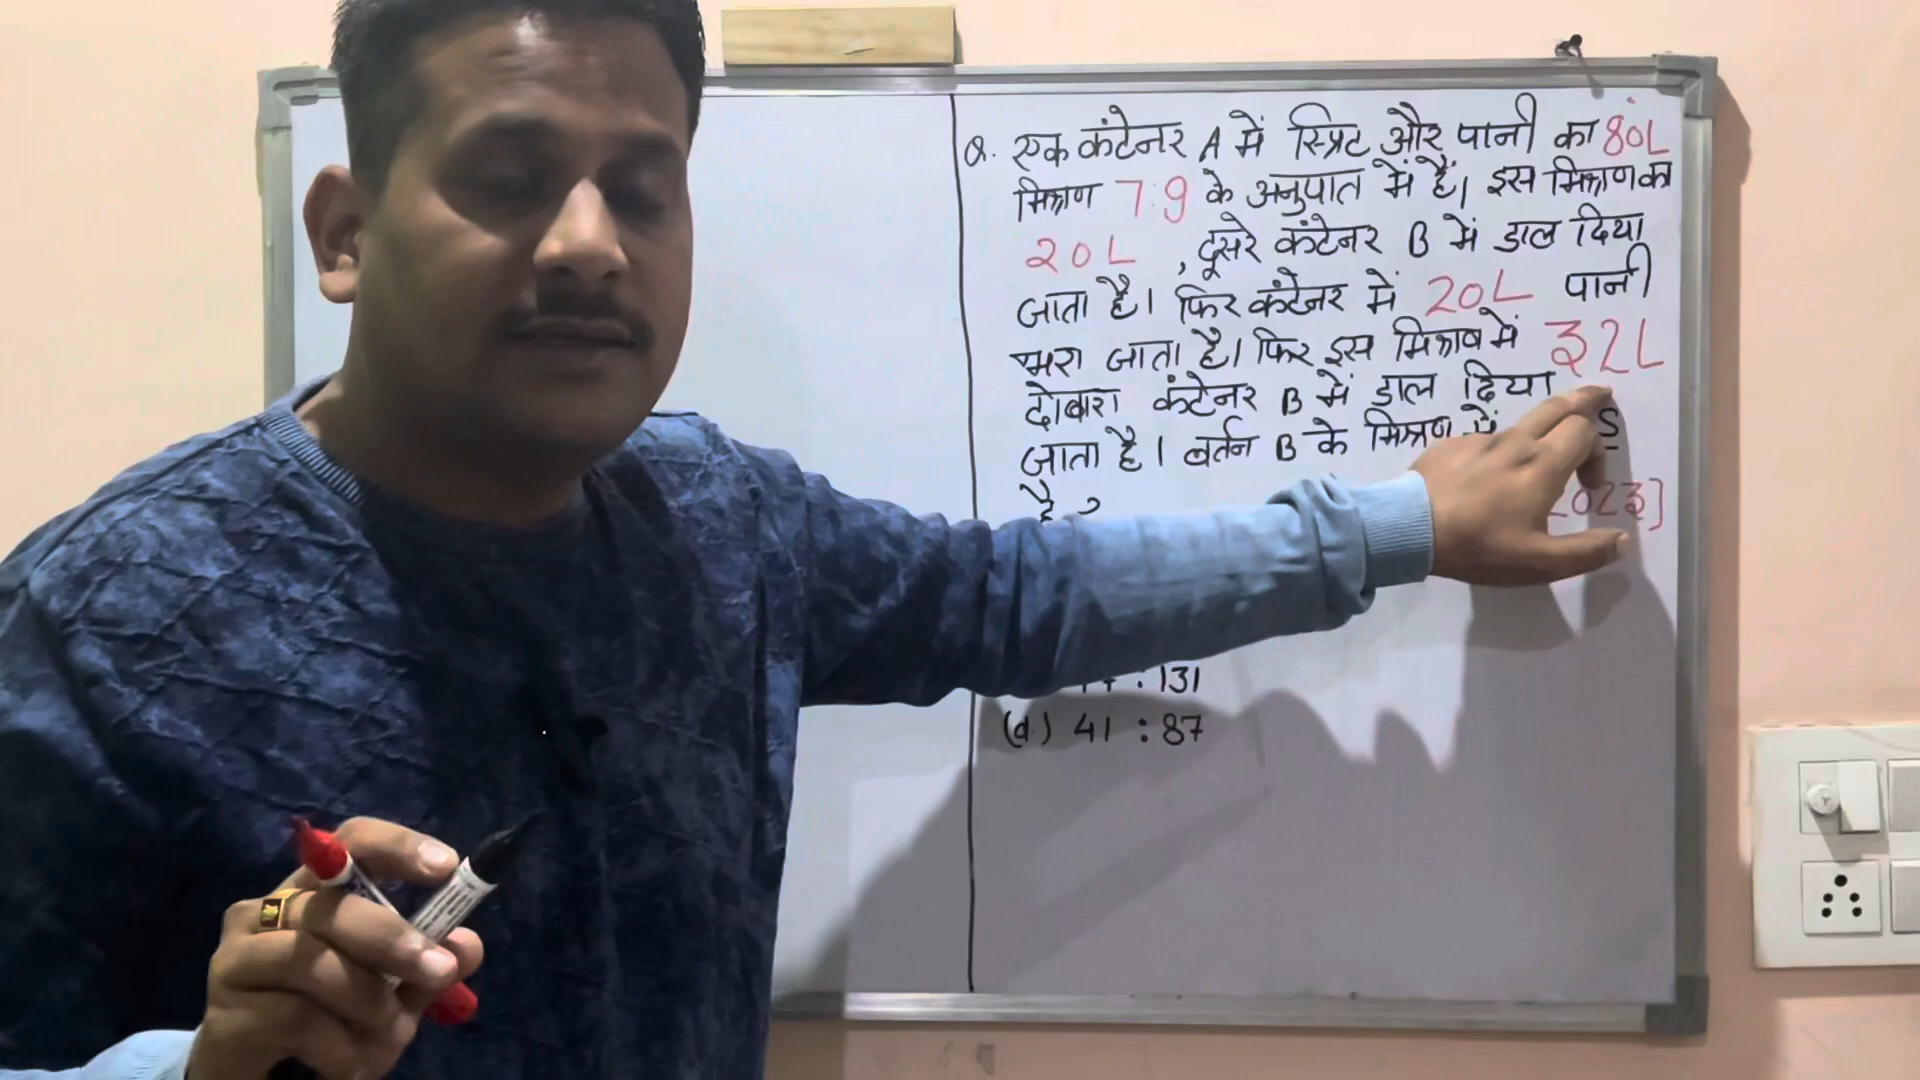 Q. एक कंटेनर A में स्प्रिट और पानी का 80L
मिश्रण 7:9 के अनुपात में है। इस मिश्रण का
20L , दूसरे कंटेनर B में डाल दिया
जाता है। फिर कंटेनर में 20L पानी
भरा जाता है। फिर इस मिश्रण में 32L
दोबारा कंटेनर B में डाल दिया
जाता है। बर्तन B के मिश्रण में S
है ?
2023]
: 131
(d) 41 : 87